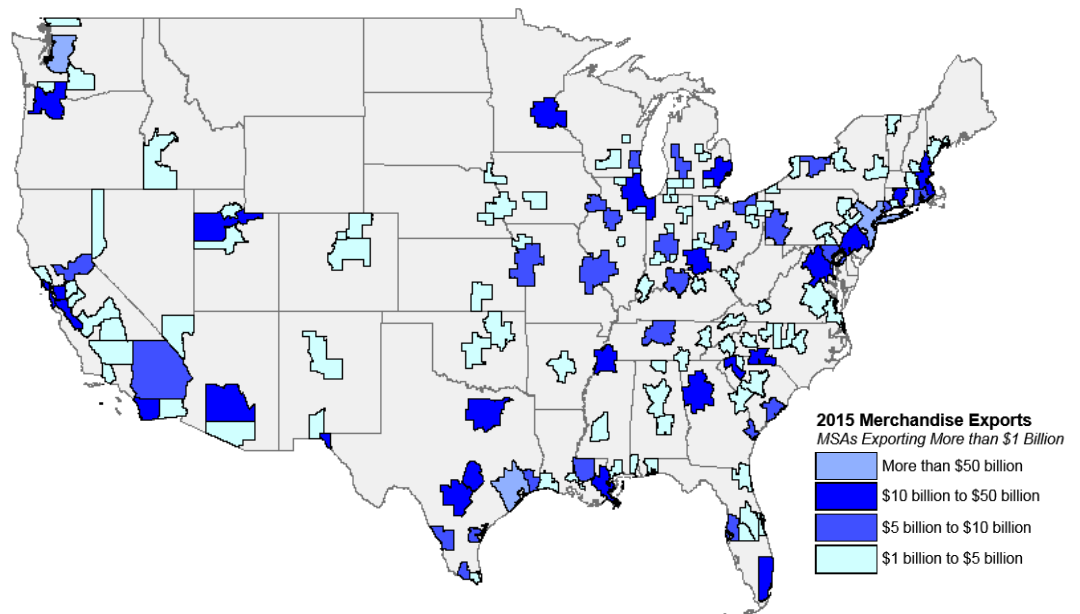 2015 Merchandise Exports
MSAs Exporting More than $1 Billion
More than $50 billion
$10 billion to $50 billion
$5 billion to $10 billion
$1 billion to $5 billion